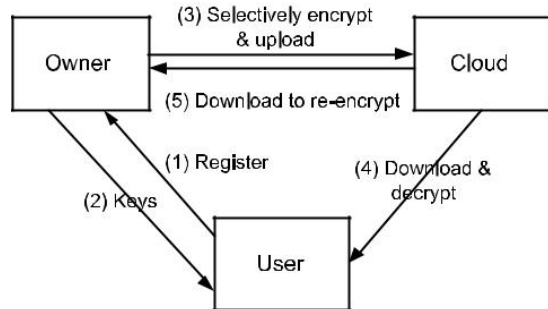 (3) Selectively encrypt
& upload
Owner
Cloud
(5) Download to re-encrypt
(1) Register
(4) Download &
decrypt
(2) Keys
User